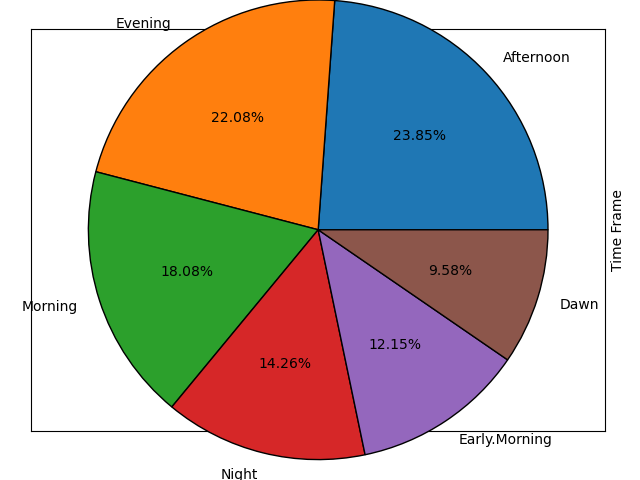 Evening
Afternoon
22.08%
23.85%
Time Frame
18.08%
9.58%
Morning
Dawn
12.15%
14.26%
Early.Morning
Night